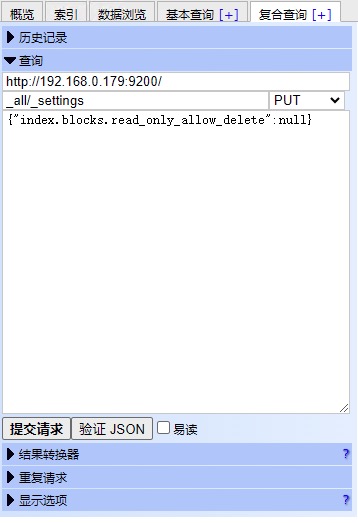 概览 索引 数据浏览 基本查询 [+] 复合查询 [+]
历史记录
查询
http://192.168.0.179:9200/
_all/_settings PUT
{"index.blocks.read_only_allow_delete":null}
提交请求 验证 JSON 易读
结果转换器 ?
重复请求
显示选项 ?